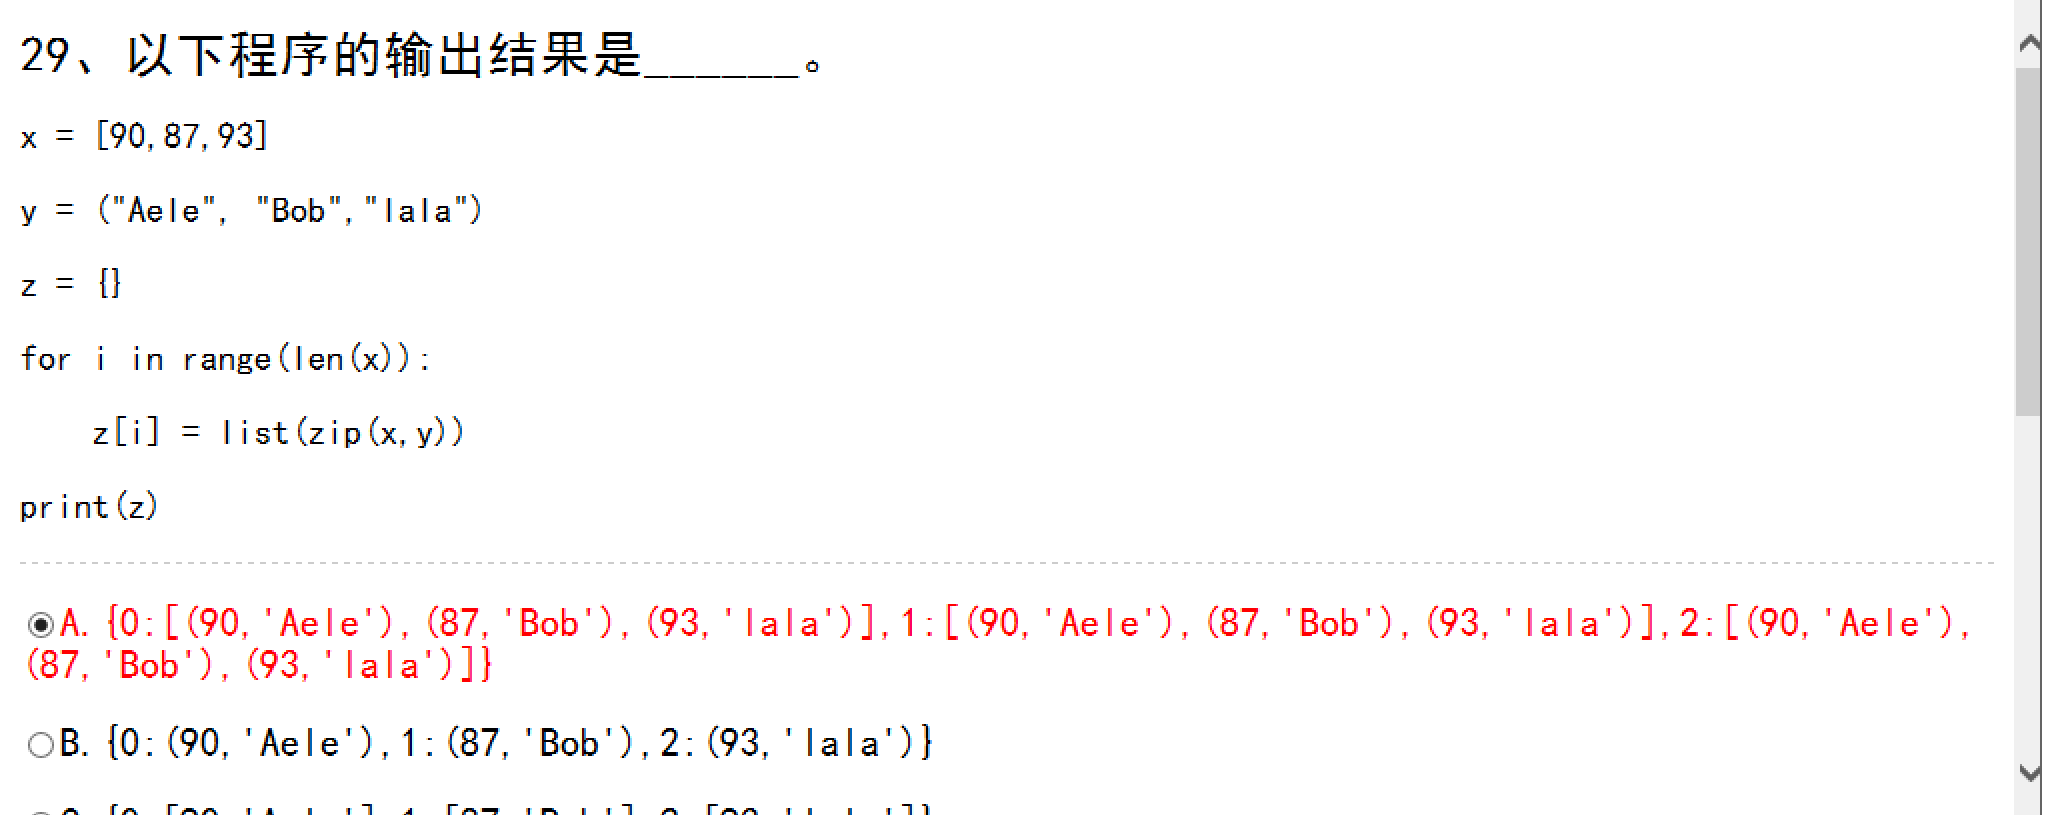 29、以下程序的输出结果是______。
x = [90,87,93]
y = ("Aele", "Bob","lala")
z = {}
for i in range(len(x)):
    z[i] = list(zip(x,y))
print(z)
A. {0:[(90,'Aele'),(87,'Bob'),(93,'lala')],1:[(90,'Aele'),(87,'Bob'),(93,'lala')],2:[(90,'Aele'),
(87,'Bob'),(93,'lala')]}
B. {0:(90,'Aele'),1:(87,'Bob'),2:(93,'lala')}